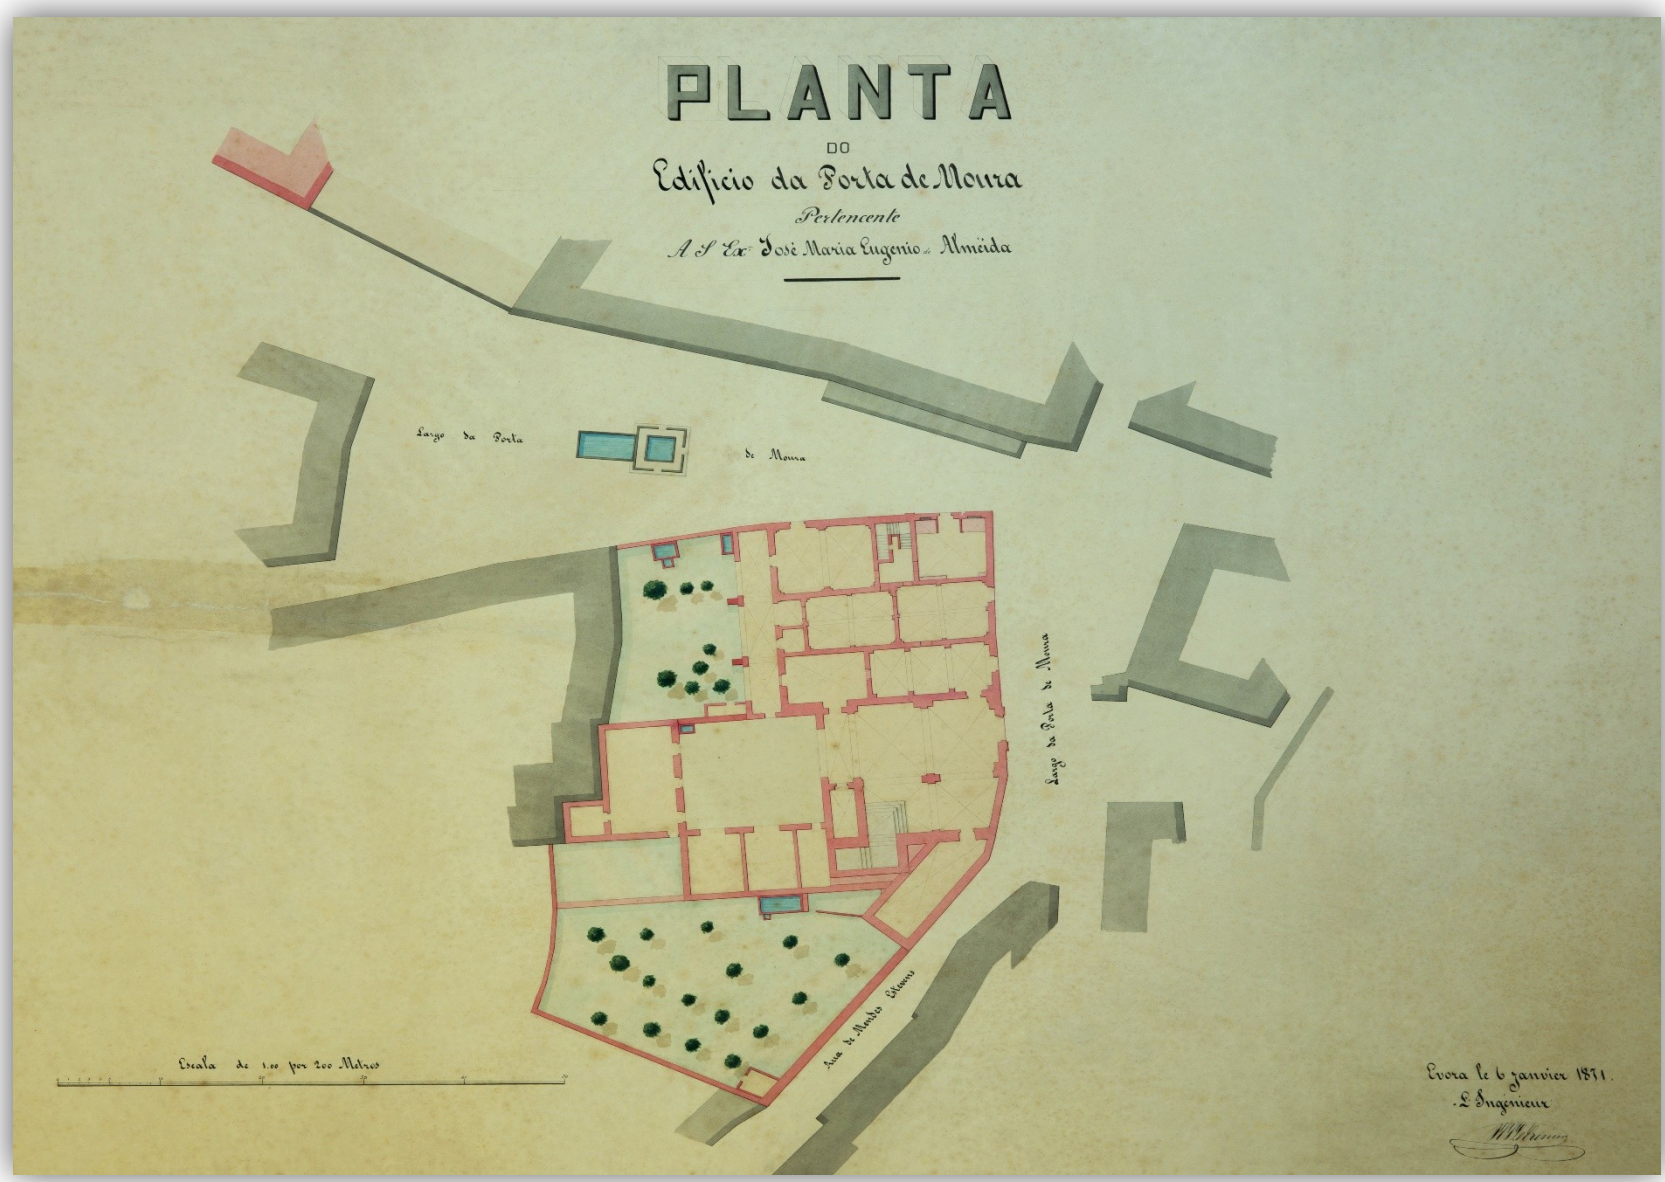 PLANTA
DO
Edificio da Porta de Moura
Pertencente
A S Exª José Maria Eugenio de Almeida
Largo da Porta
de Moura
Largo da Porta de Moura
Rua de Mendes Estevens
Escala de 1.00 por 200 Metros
Evora le 6 Janvier 1871.
L'Ingenieur